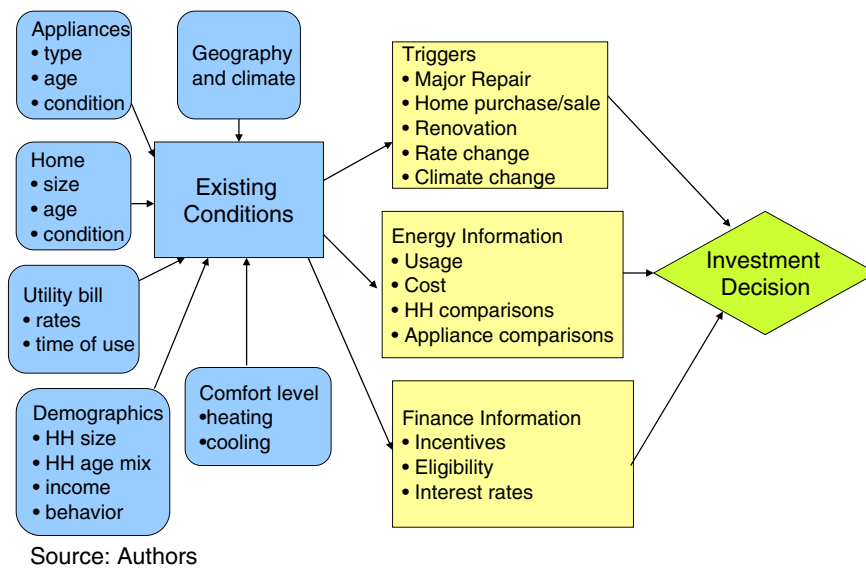 Appliances
• type
• age
• condition
Geography
and climate
Home
• size
• age
• condition
Existing
Conditions
Utility bill
• rates
• time of use
Demographics
• HH size
• HH age mix
• income
• behavior
Comfort level
•heating
•cooling
Triggers
• Major Repair
• Home purchase/sale
• Renovation
• Rate change
• Climate change
Energy Information
• Usage
• Cost
• HH comparisons
• Appliance comparisons
Finance Information
• Incentives
• Eligibility
• Interest rates
Investment
Decision
Source: Authors